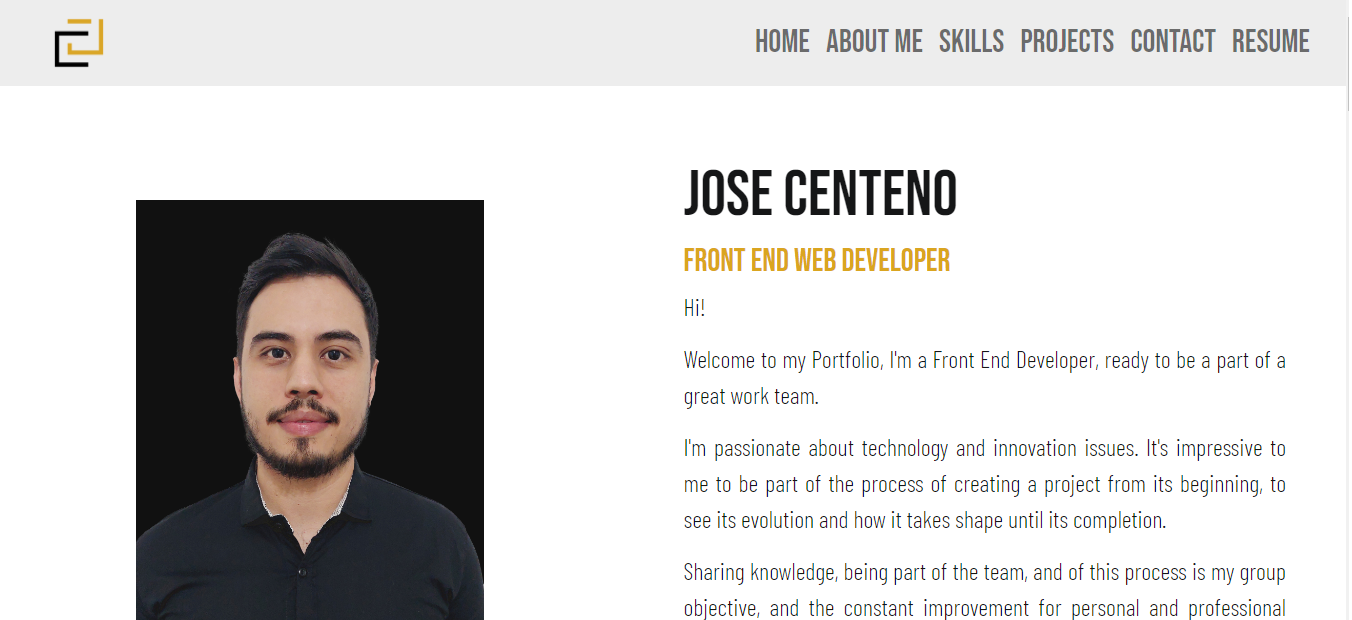 HOME ABOUT ME SKILLS PROJECTS CONTACT RESUME
JOSE CENTENO
FRONT END WEB DEVELOPER
Hi!
Welcome to my Portfolio, I'm a Front End Developer, ready to be a part of a
great work team.
I'm passionate about technology and innovation issues. It's impressive to
me to be part of the process of creating a project from its beginning, to
see its evolution and how it takes shape until its completion.
Sharing knowledge, being part of the team, and of this process is my group
objective, and the constant improvement for personal and professional